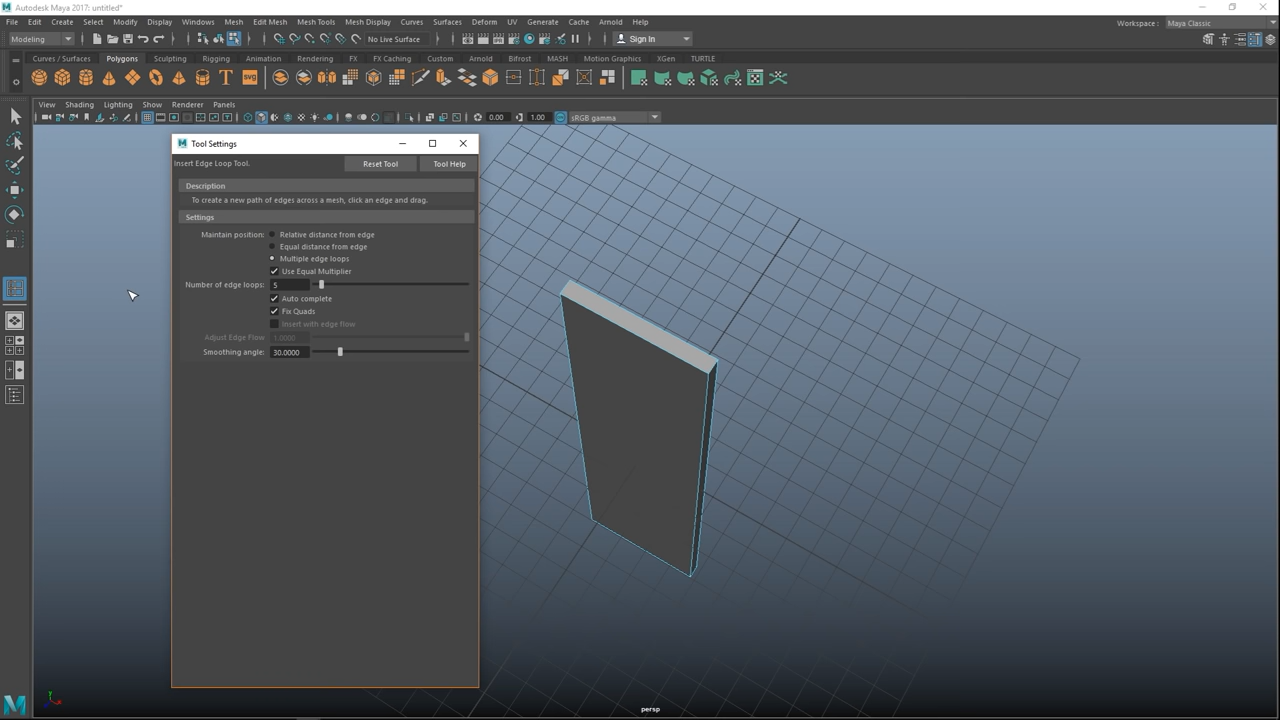 Autodesk Maya 2017: untitled*
File Edit Create Select Modify Display Windows Mesh Edit Mesh Mesh Tools Mesh Display Curves Surfaces Deform UV Generate Cache Arnold Help
Workspace : Maya Classic
Modeling No Live Surface Sign In
Curves / Surfaces Polygons Sculpting Rigging Animation Rendering FX FX Caching Custom Arnold Bifrost MASH Motion Graphics XGen TURTLE
T SVG
View Shading Lighting Show Renderer Panels
0.00 1.00 sRGB gamma
Tool Settings
Insert Edge Loop Tool. Reset Tool Tool Help
Description
To create a new path of edges across a mesh, click an edge and drag.
Settings
Maintain position: Relative distance from edge
Equal distance from edge
Multiple edge loops
Use Equal Multiplier
Number of edge loops: 5
Auto complete
Fix Quads
Insert with edge flow
Adjust Edge Flow 1.0000
Smoothing angle: 30.0000
persp